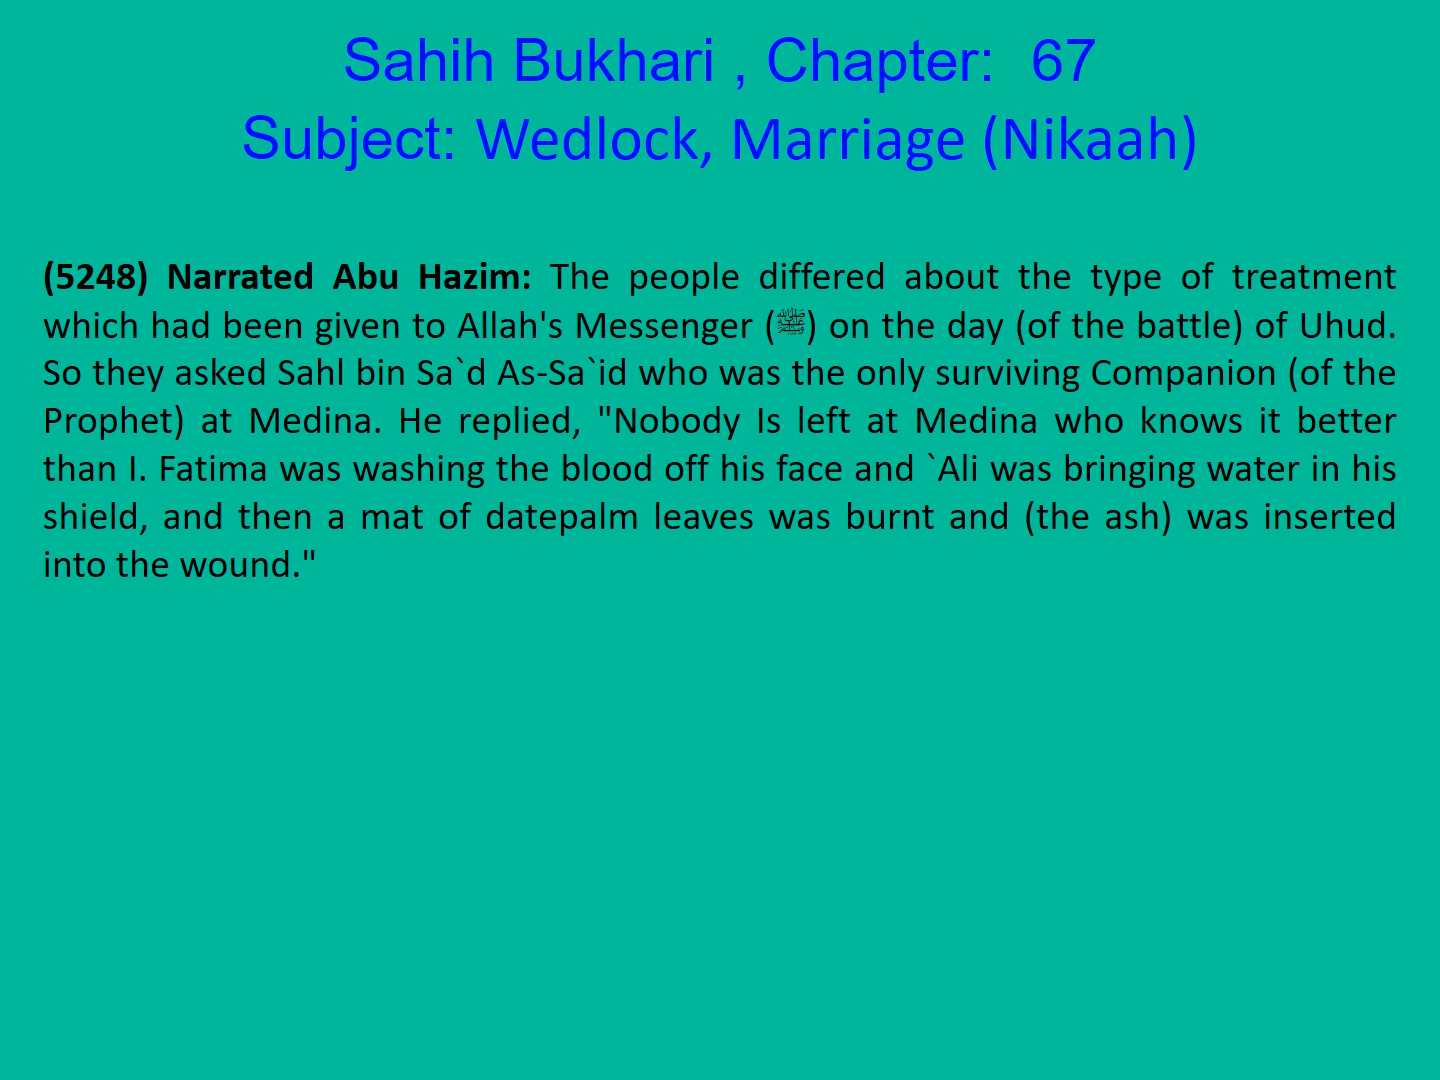 Sahih Bukhari , Chapter:  67
Subject: Wedlock, Marriage (Nikaah)
(5248) Narrated Abu Hazim: The people differed about the type of treatment
which had been given to Allah's Messenger (ﷺ) on the day (of the battle) of Uhud.
So they asked Sahl bin Sa`d As-Sa`id who was the only surviving Companion (of the
Prophet) at Medina. He replied, "Nobody Is left at Medina who knows it better
than I. Fatima was washing the blood off his face and `Ali was bringing water in his
shield, and then a mat of datepalm leaves was burnt and (the ash) was inserted
into the wound."